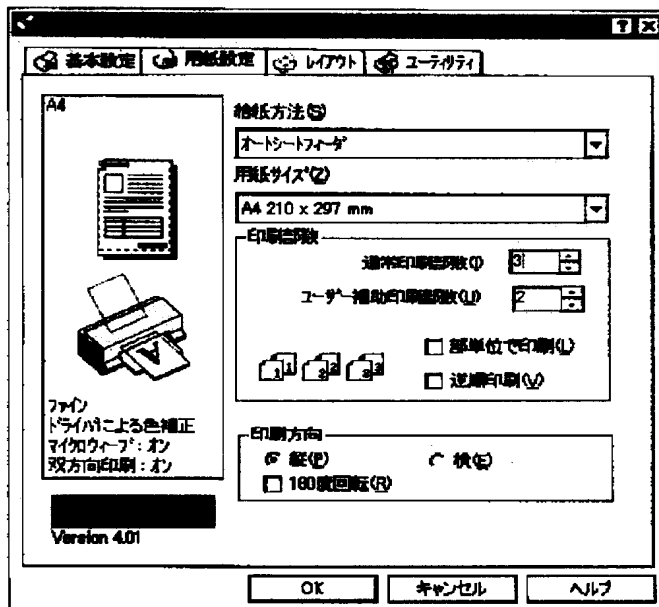 基本設定 用紙設定 レイアウト ユーティリティ
A4
給紙方法(S)
オートシートフィーダ
用紙サイズ(Z)
A4 210 x 297 mm
印刷部数
通常印刷部数(I) 3
ユーザー補助印刷部数(U) 2
部単位で印刷(L)
逆順印刷(V)
1 1 2 2 3 3
A
ファイン
ドライバによる色補正
マイクロウィーブ:オン
双方向印刷:オン
印刷方向
縦(P) 横(E)
180度回転(R)
Version 4.01
OK キャンセル ヘルプ